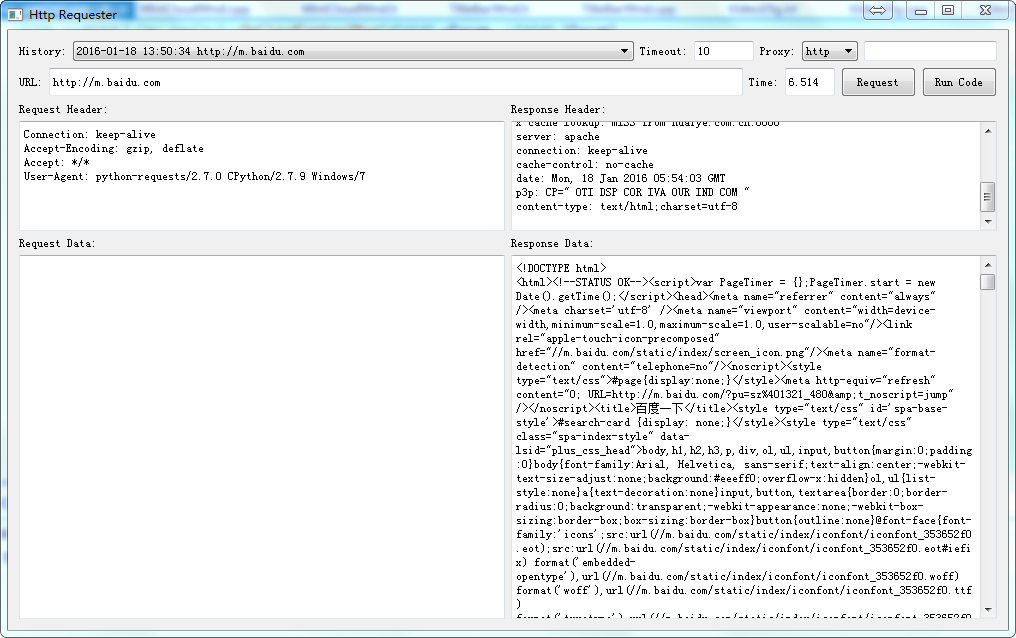 Http Requester
History:
2016-01-18 13:50:34 http://m.baidu.com
Timeout:
10
Proxy:
http
URL:
http://m.baidu.com
Time:
6.514
Request
Run Code
Request Header:
Connection: keep-alive
Accept-Encoding: gzip, deflate
Accept: */*
User-Agent: python-requests/2.7.0 CPython/2.7.9 Windows/7
Response Header:
server: apache
connection: keep-alive
cache-control: no-cache
date: Mon, 18 Jan 2016 05:54:03 GMT
p3p: CP=" OTI DSP COR IVA OUR IND COM "
content-type: text/html;charset=utf-8
Request Data:
Response Data:
<!DOCTYPE html>
<html><!--STATUS OK--><script>var PageTimer = {};PageTimer.start = new
Date().getTime();</script><head><meta name="referrer" content="always"
/><meta charset='utf-8' /><meta name="viewport" content="width=device-
width,minimum-scale=1.0,maximum-scale=1.0,user-scalable=no"/><link
rel="apple-touch-icon-precomposed"
href="//m.baidu.com/static/index/screen_icon.png"/><meta name="format-
detection" content="telephone=no"/><noscript><style
type="text/css">#page{display:none;}</style><meta http-equiv="refresh"
content="0; URL=http://m.baidu.com/?pu=sz%401321_480&amp;t_noscript=jump"
/></noscript><title>百度一下</title><style type="text/css" id='spa-base-
style'>#search-card {display: none;}</style><style type="text/css"
class="spa-index-style" data-
lsid="plus_css_head">body,h1,h2,h3,p,div,ol,ul,input,button{margin:0;padding
:0}body{font-family:Arial, Helvetica, sans-serif;text-align:center;-webkit-
text-size-adjust:none;background:#eeeff0;overflow-x:hidden}ol,ul{list-
style:none}a{text-decoration:none}input,button,textarea{border:0;border-
radius:0;background:transparent;-webkit-appearance:none;-webkit-box-
sizing:border-box;box-sizing:border-box}button{outline:none}@font-face{font-
family:'icons';src:url(//m.baidu.com/static/index/iconfont/iconfont_353652f0
.eot);src:url(//m.baidu.com/static/index/iconfont/iconfont_353652f0.eot#iefi
x) format('embedded-
opentype'),url(//m.baidu.com/static/index/iconfont/iconfont_353652f0.woff)
format('woff'),url(//m.baidu.com/static/index/iconfont/iconfont_353652f0.ttf
)